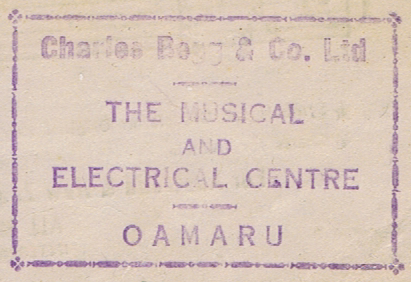 Charles Begg & Co. Ltd
THE MUSICAL
AND
ELECTRICAL CENTRE
OAMARU